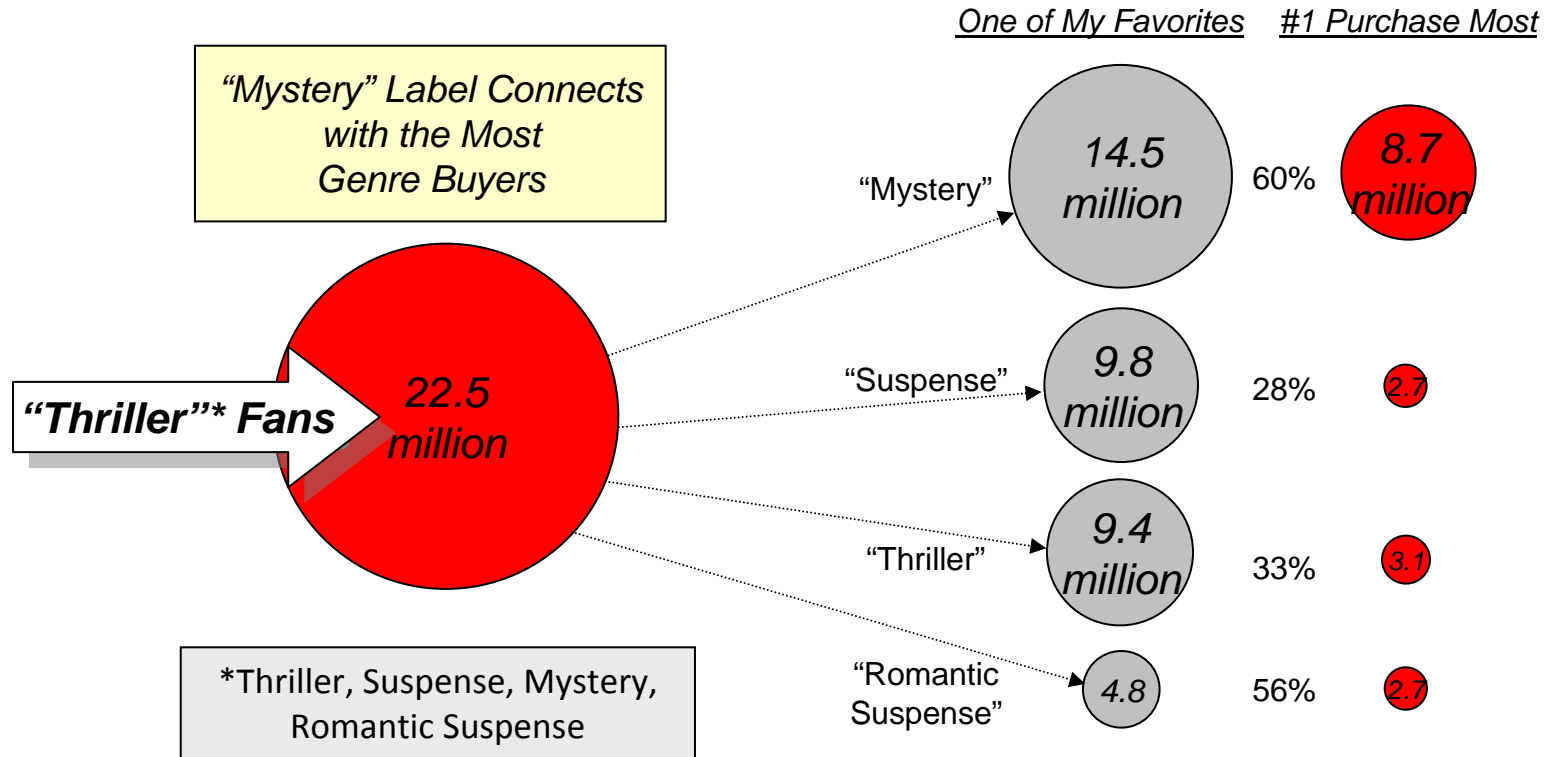 One of My Favorites
#1 Purchase Most
“Mystery” Label Connects
with the Most
Genre Buyers
“Mystery”
14.5
million
60%
8.7
million
“Thriller”* Fans
22.5
million
“Suspense”
9.8
million
28%
2.7
“Thriller”
9.4
million
33%
3.1
“Romantic
Suspense”
4.8
56%
2.7
*Thriller, Suspense, Mystery,
Romantic Suspense